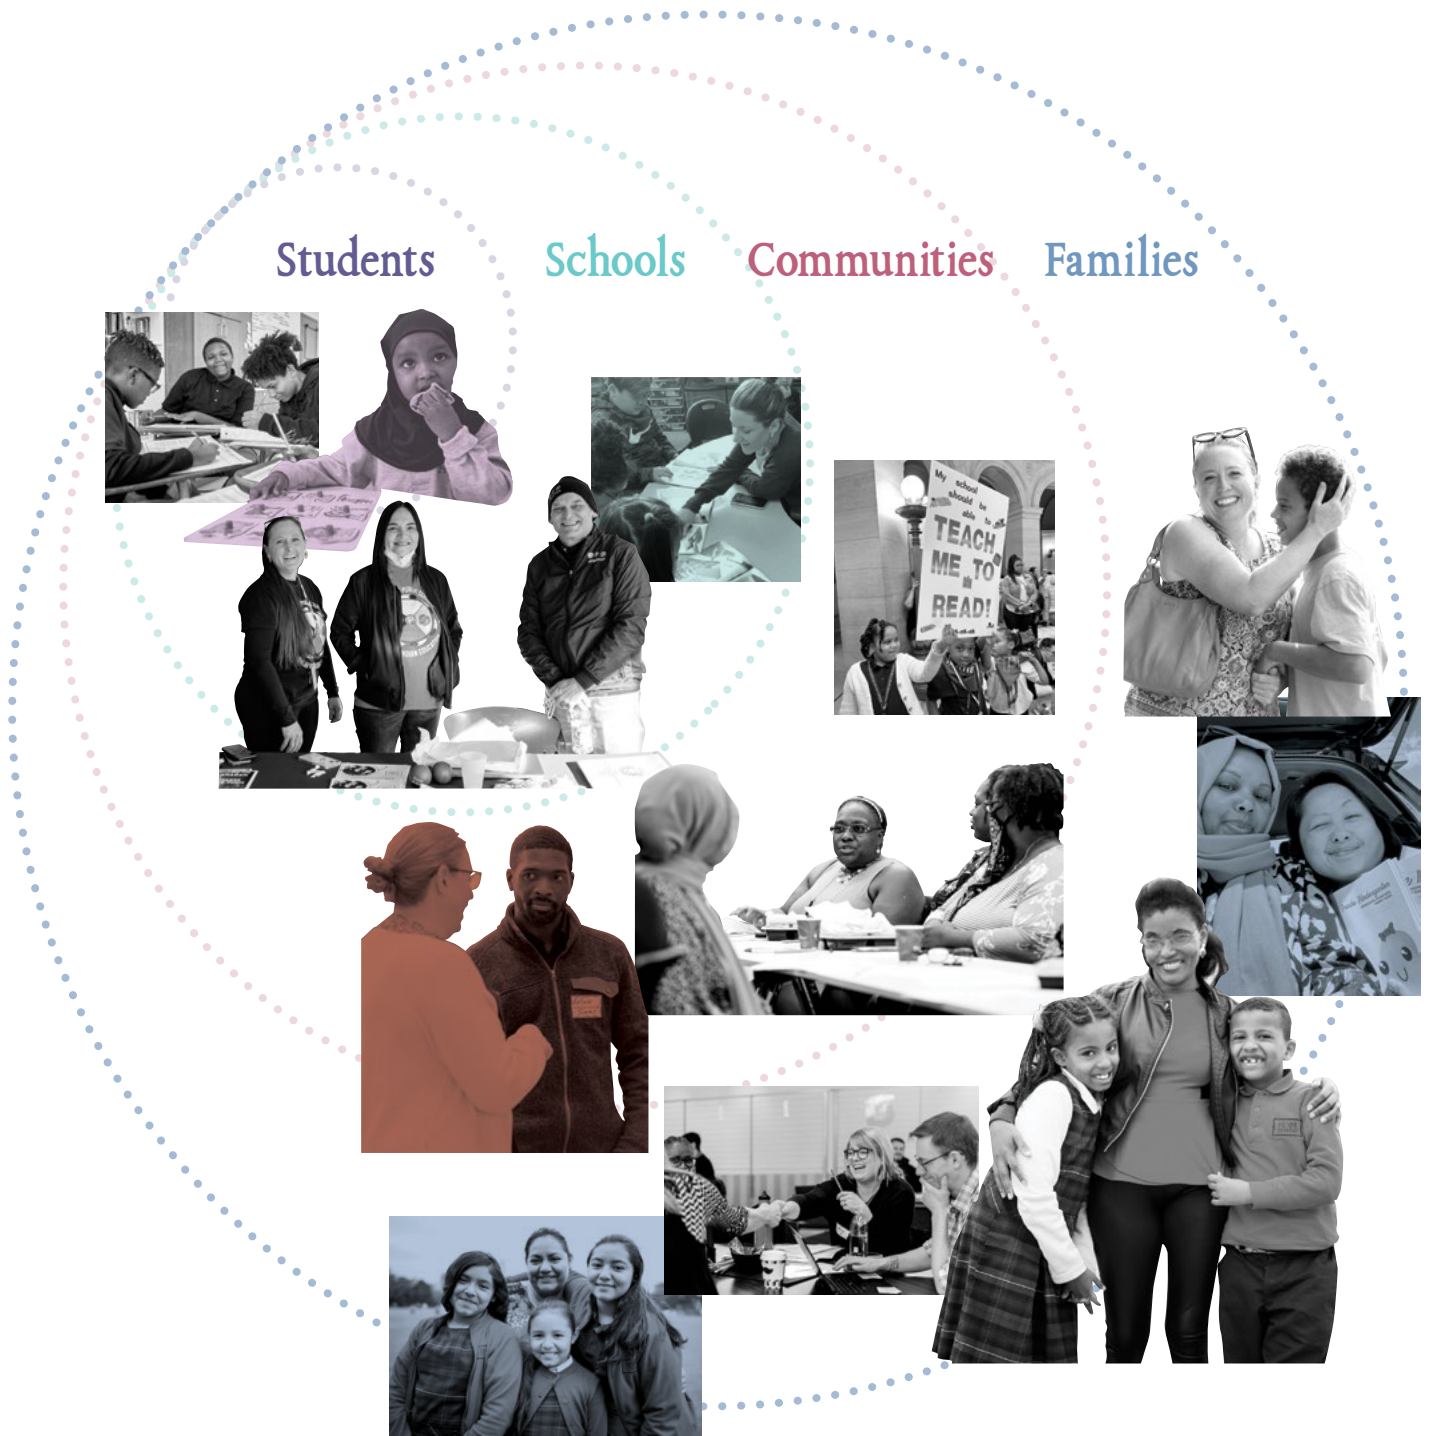 Students
Schools
Communities
Families
My school
should be
able to
TEACH
ME TO
READ!